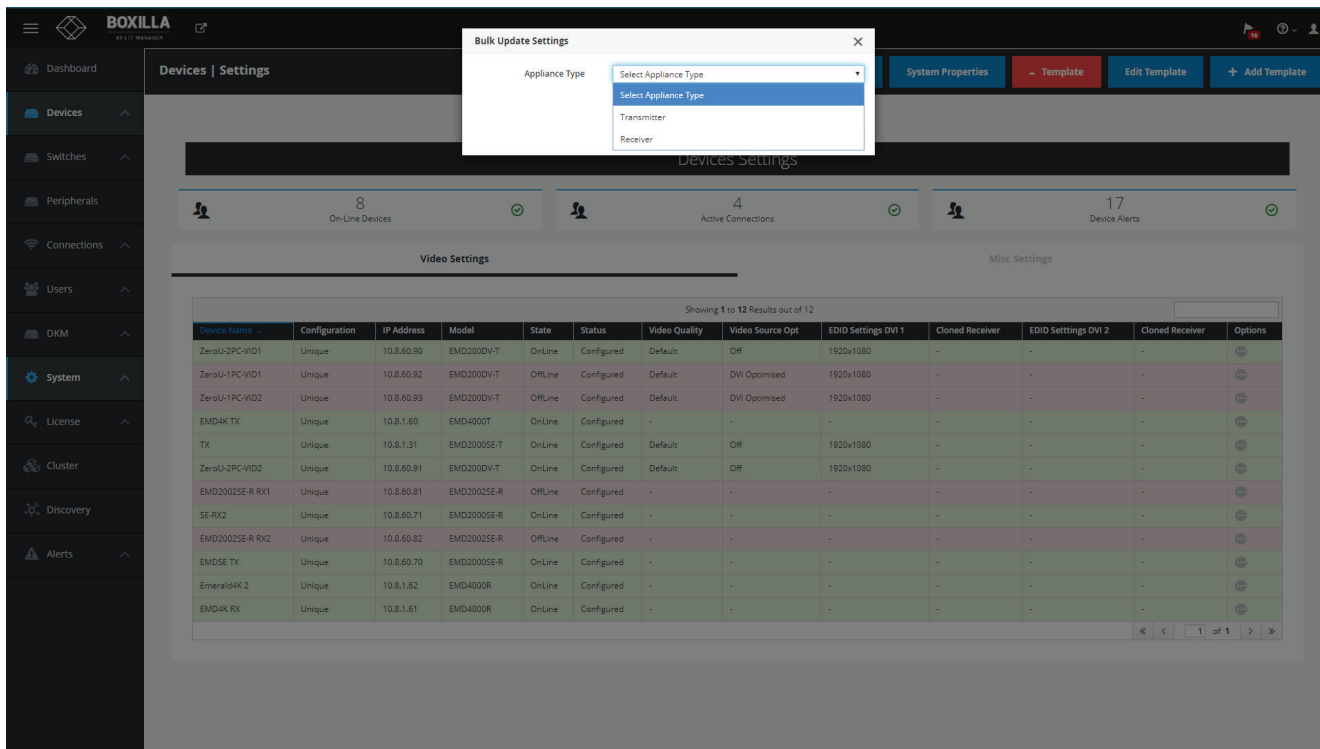 BOXILLA
AV | IT MANAGER
16
Bulk Update Settings
Appliance Type
Select Appliance Type
Select Appliance Type
Transmitter
Receiver
Devices | Settings
System Properties
- Template
Edit Template
+ Add Template
Dashboard
Devices
Switches
Peripherals
Connections
Users
DKM
System
License
Cluster
Discovery
Alerts
Devices Settings
8
On-Line Devices
4
Active Connections
17
Device Alerts
Video Settings
Misc Settings
Showing 1 to 12 Results out of 12
Device Name Configuration IP Address Model State Status Video Quality Video Source Opt EDID Settings DVI 1 Cloned Receiver EDID Setttings DVI 2 Cloned Receiver Options
ZeroU-2PC-VID1 Unique 10.8.60.90 EMD200DV-T OnLine Configured Default Off 1920x1080 - - -
ZeroU-1PC-VID1 Unique 10.8.60.92 EMD200DV-T OffLine Configured Default DVI Optimised 1920x1080 - - -
ZeroU-1PC-VID2 Unique 10.8.60.93 EMD200DV-T OffLine Configured Default DVI Optimised 1920x1080 - - -
EMD4K TX Unique 10.8.1.60 EMD4000T OnLine Configured - - - - - -
TX Unique 10.8.1.31 EMD2000SE-T OnLine Configured Default Off 1920x1080 - - -
ZeroU-2PC-VID2 Unique 10.8.60.91 EMD200DV-T OnLine Configured Default Off 1920x1080 - - -
EMD2002SE-R RX1 Unique 10.8.60.81 EMD2002SE-R OffLine Configured - - - - - -
SE-RX2 Unique 10.8.60.71 EMD2000SE-R OnLine Configured - - - - - -
EMD2002SE-R RX2 Unique 10.8.60.82 EMD2002SE-R OffLine Configured - - - - - -
EMDSE TX Unique 10.8.60.70 EMD2000SE-R OnLine Configured - - - - - -
Emerald4K 2 Unique 10.8.1.62 EMD4000R OnLine Configured - - - - - -
EMD4K RX Unique 10.8.1.61 EMD4000R OnLine Configured - - - - - -
« < 1 of 1 > »